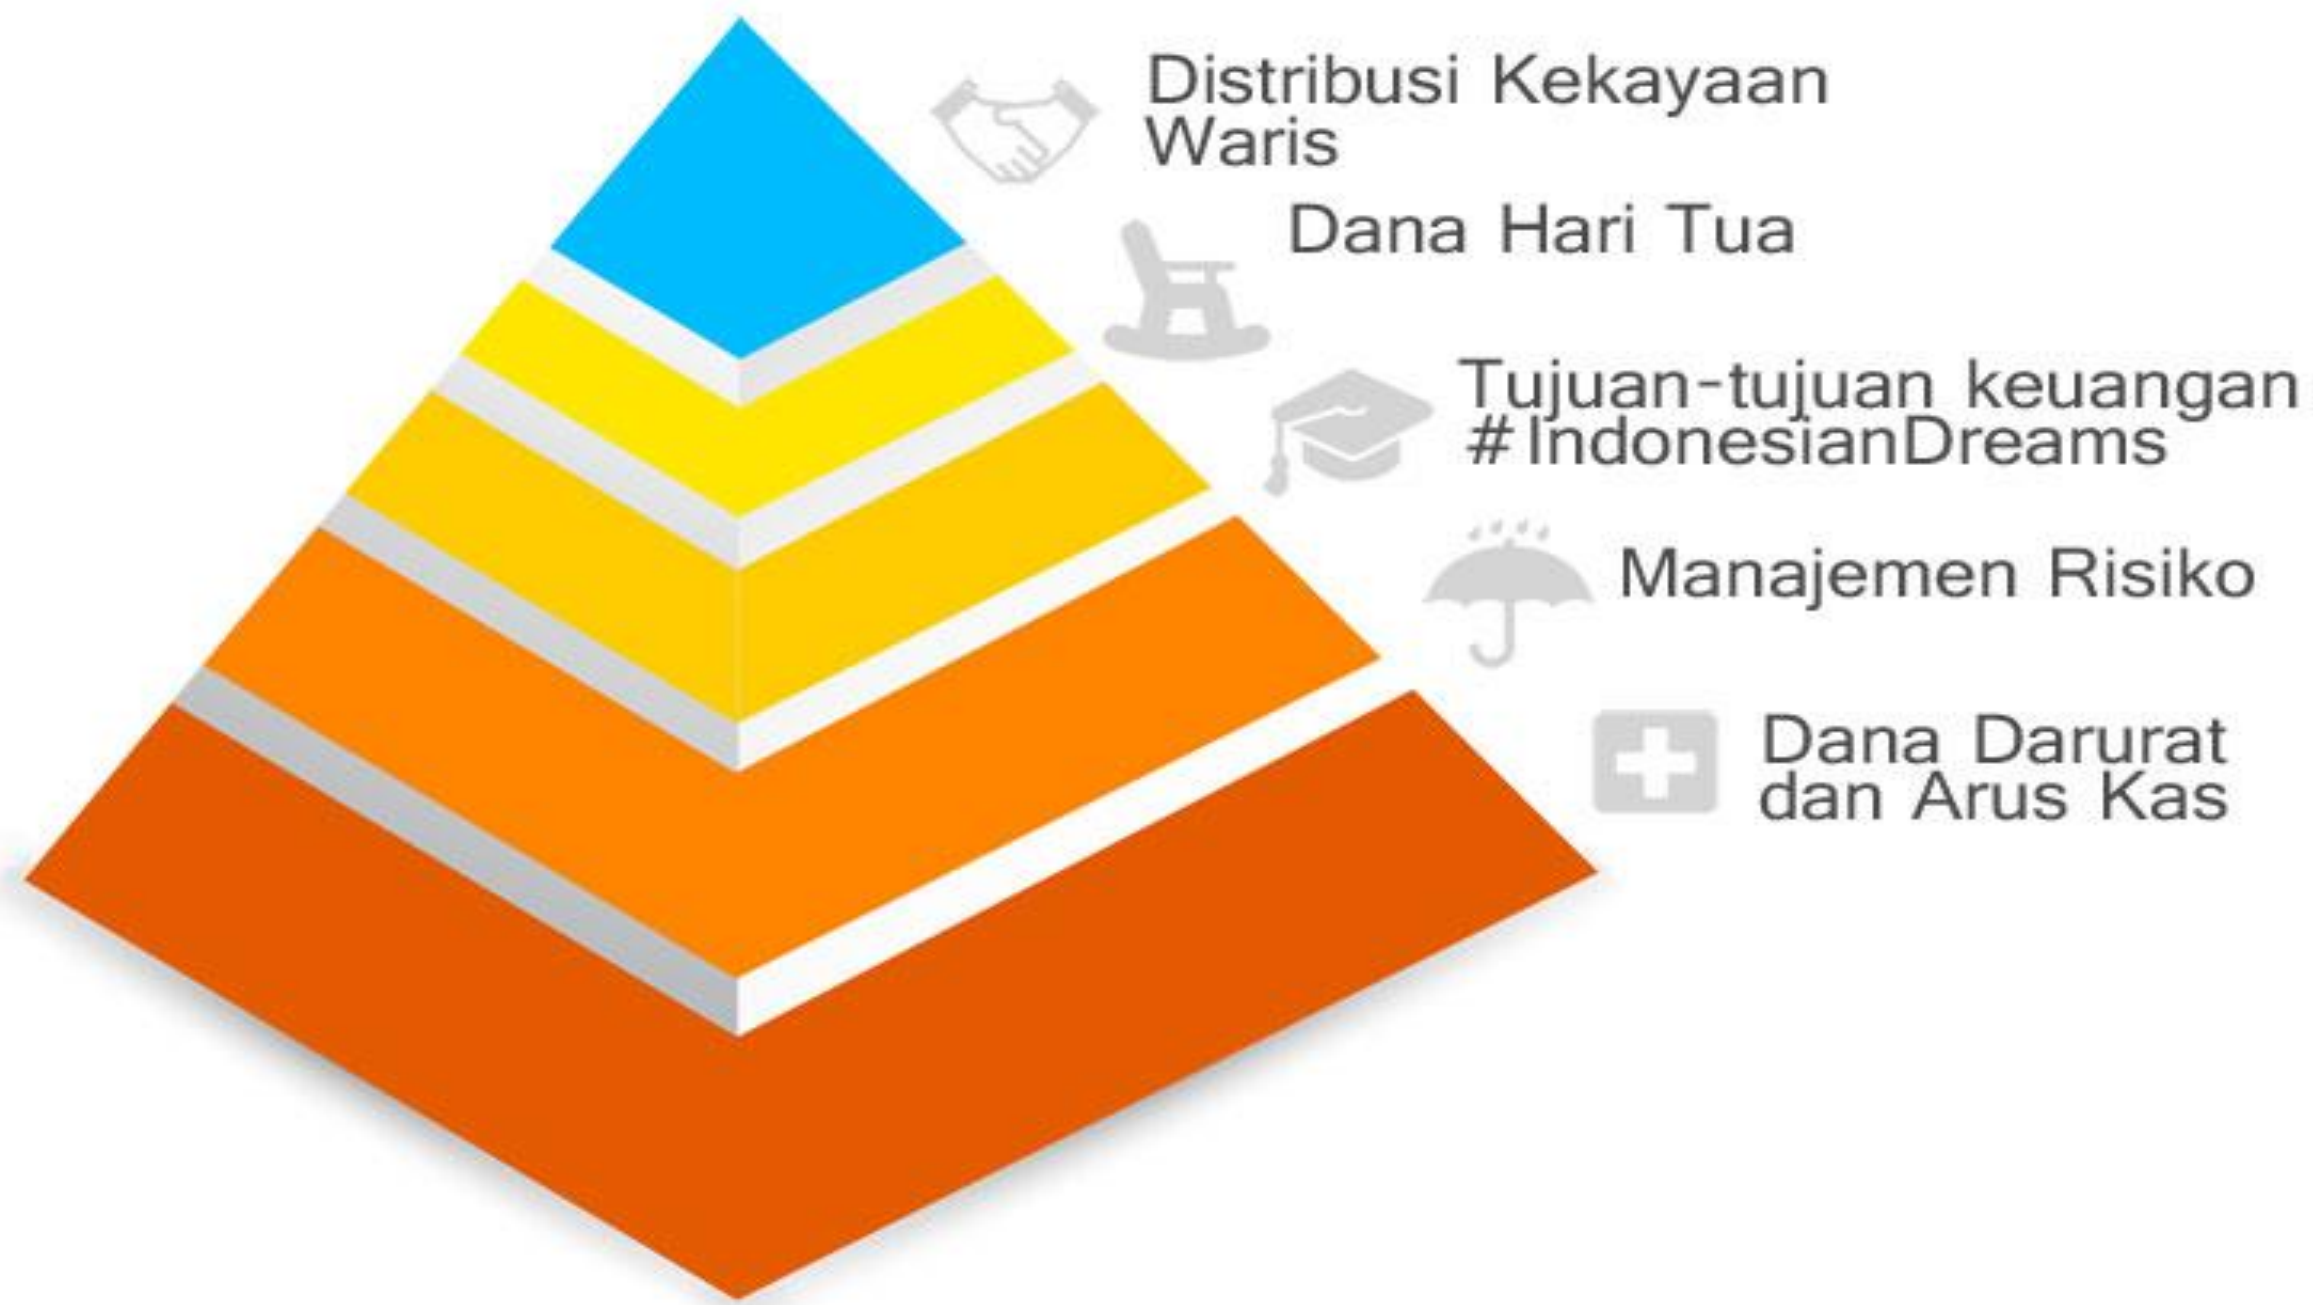 Distribusi Kekayaan
Waris
Dana Hari Tua
Tujuan-tujuan keuangan
#IndonesianDreams
Manajemen Risiko
Dana Darurat
dan Arus Kas